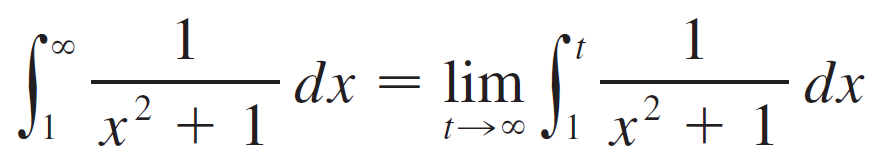 ∫₁^∞ 1/(x² + 1) dx = lim_{t→∞} ∫₁^t 1/(x² + 1) dx